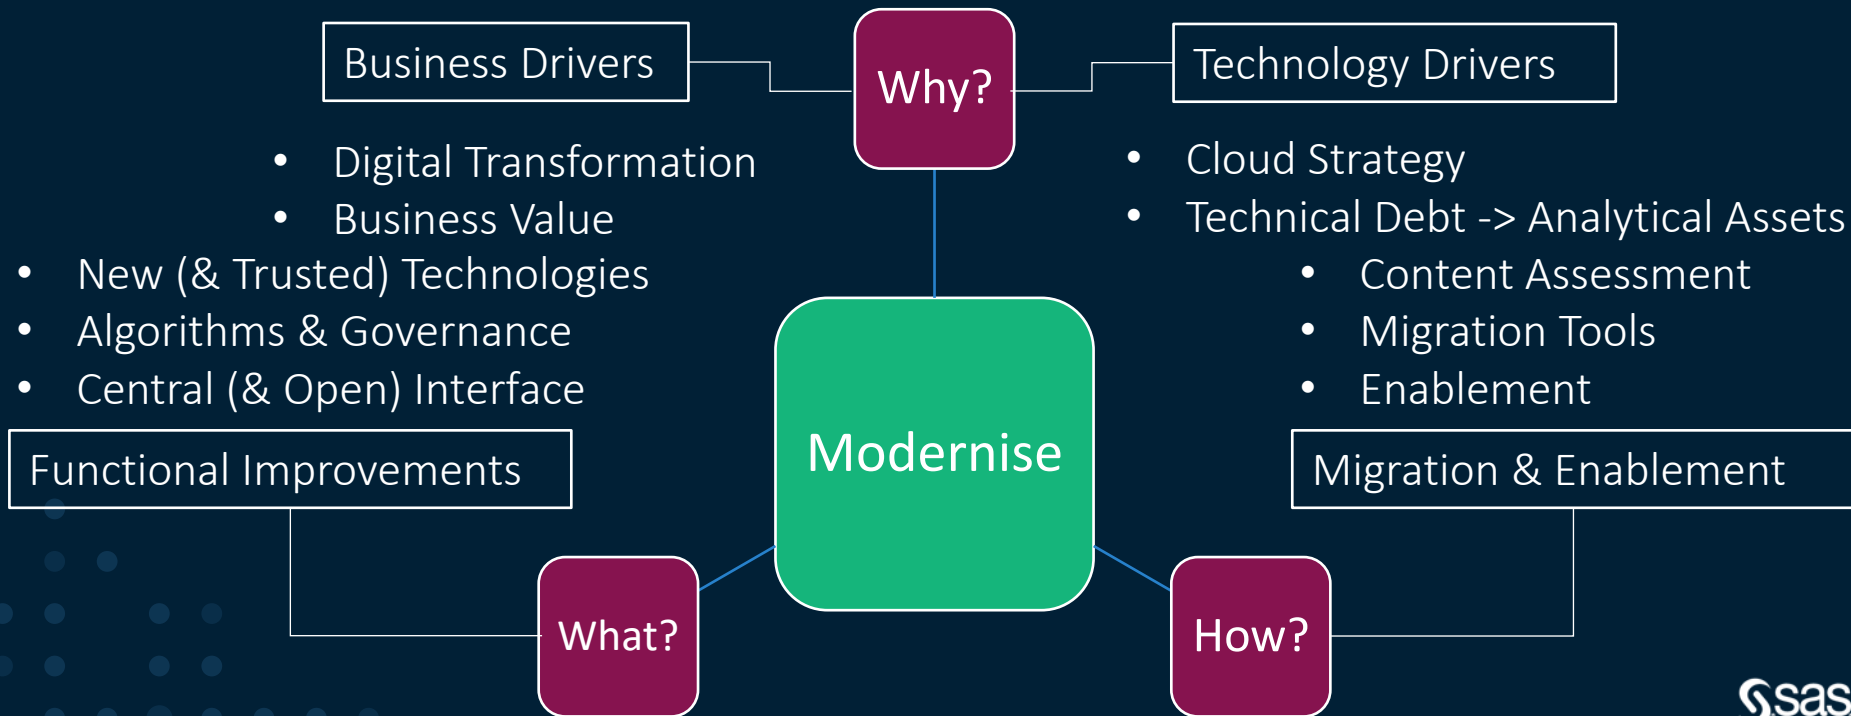 Business Drivers
Why?
Technology Drivers
• Digital Transformation
• Business Value
• Cloud Strategy
• Technical Debt -> Analytical Assets
• New (& Trusted) Technologies
• Algorithms & Governance
• Central (& Open) Interface
• Content Assessment
• Migration Tools
• Enablement
Functional Improvements
Modernise
Migration & Enablement
What?
How?
sas